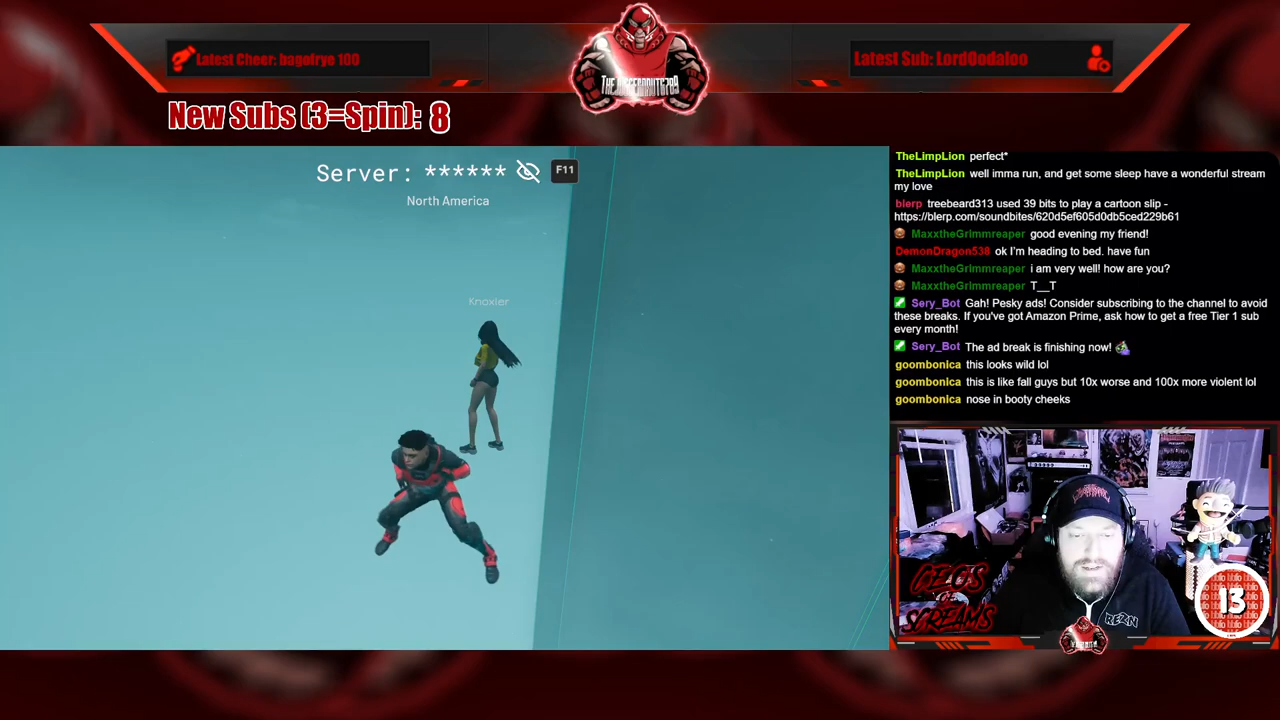 Latest Cheer: bagofrye 100
THEJUGGERNAUT6789
Latest Sub: LordOodaloo
New Subs (3=Spin): 8
Server: ******
F11
North America
Knoxler
TheLimpLion perfect*
TheLimpLion well imma run, and get some sleep have a wonderful stream
my love
blerp treebeard313 used 39 bits to play a cartoon slip -
https://blerp.com/soundbites/620d5ef605d0db5ced229b61
MaxxtheGrimmreaper good evening my friend!
DemonDragon538 ok I'm heading to bed. have fun
MaxxtheGrimmreaper i am very well! how are you?
MaxxtheGrimmreaper T__T
Sery_Bot Gah! Pesky ads! Consider subscribing to the channel to avoid
these breaks. If you've got Amazon Prime, ask how to get a free Tier 1 sub
every month!
Sery_Bot The ad break is finishing now!
goombonica this looks wild lol
goombonica this is like fall guys but 10x worse and 100x more violent lol
goombonica nose in booty cheeks
SCREAMS
13